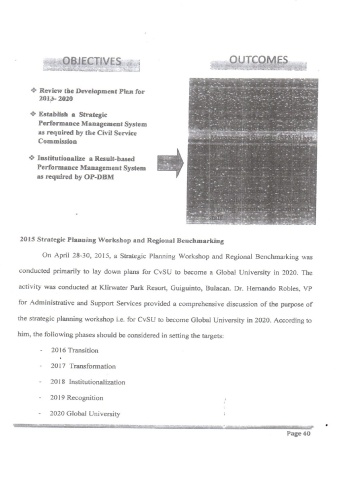 OBJECTIVES
OUTCOMES
❖ Review the Development Plan for
2013- 2020
❖ Establish a Strategic
Performance Management System
as required by the Civil Service
Commission
❖ Institutionalize a Result-based
Performance Management System
as required by OP-DBM
2015 Strategic Planning Workshop and Regional Benchmarking
On April 28-30, 2015, a Strategic Planning Workshop and Regional Benchmarking was
conducted primarily to lay down plans for CvSU to become a Global University in 2020. The
activity was conducted at Klirwater Park Resort, Guiguinto, Bulacan. Dr. Hernando Robles, VP
for Administrative and Support Services provided a comprehensive discussion of the purpose of
the strategic planning workshop i.e. for CvSU to become Global University in 2020. According to
him, the following phases should be considered in setting the targets:
- 2016 Transition
- 2017 Transformation
- 2018 Institutionalization
- 2019 Recognition
- 2020 Global University
Page 60